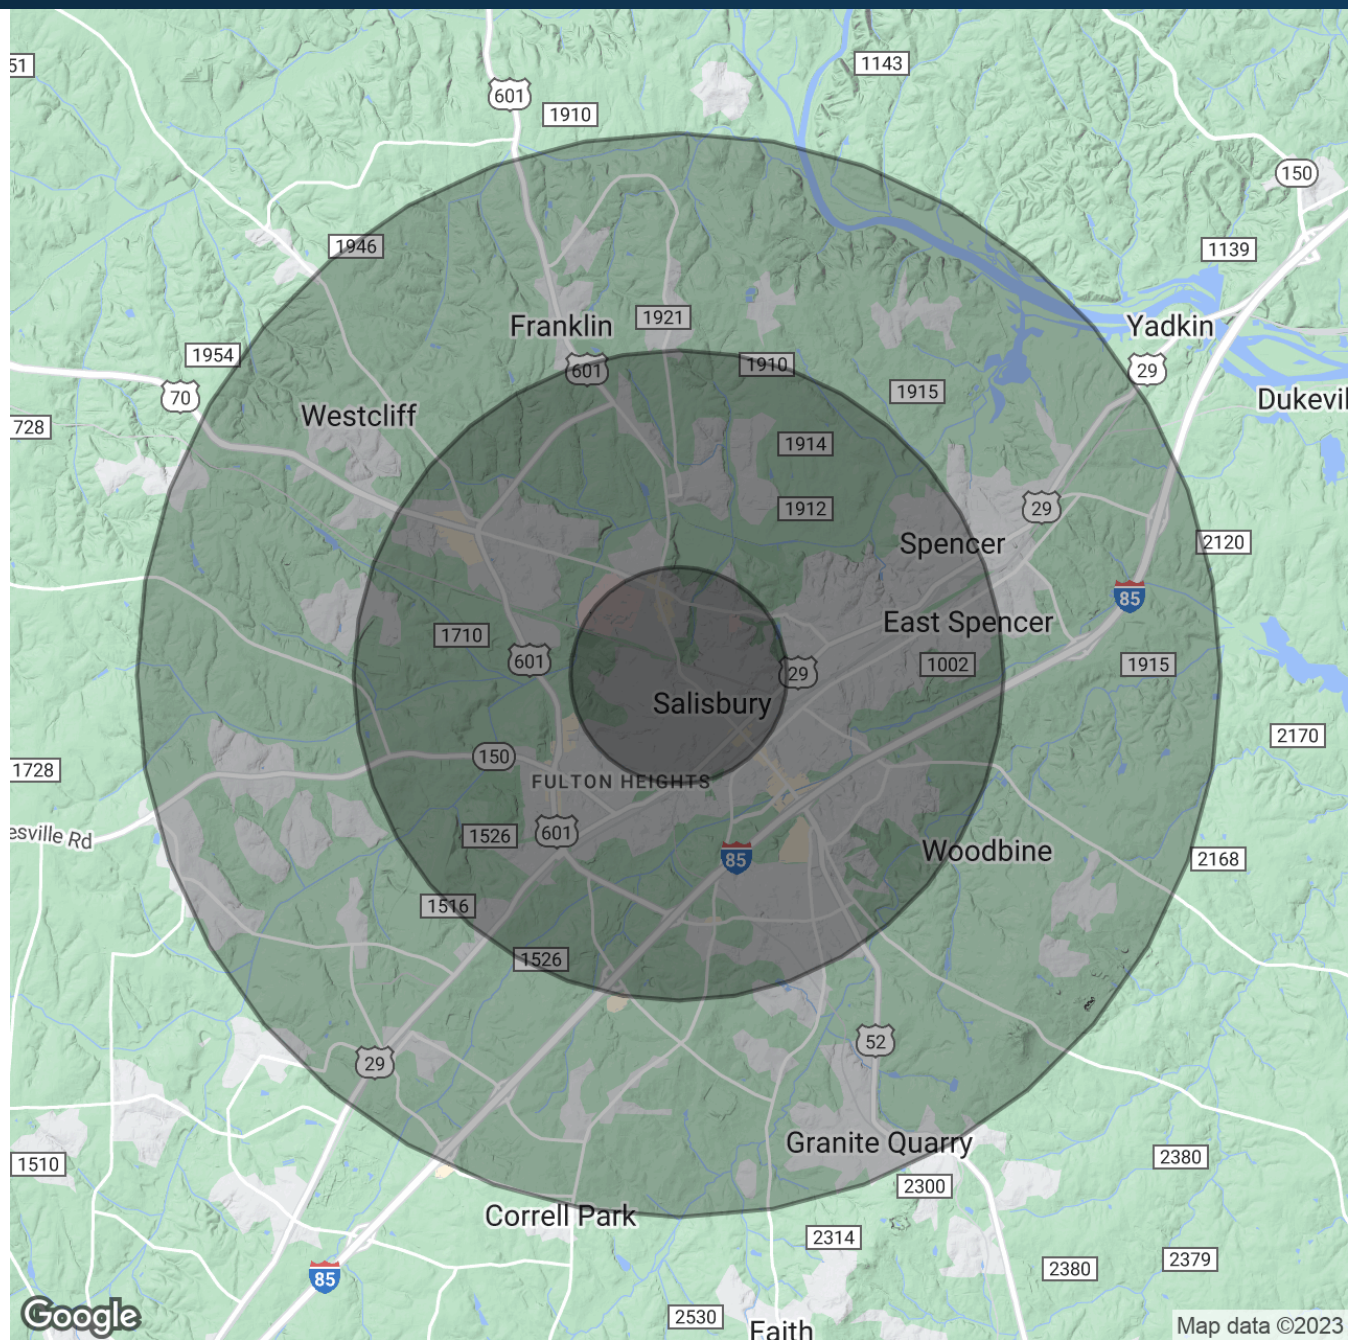 51
1143
601
1910
150
1946
1139
Franklin
1921
Yadkin
1954
601
1910
29
70
1915
Dukevil
Westcliff
728
1914
1912
29
Spencer
2120
85
East Spencer
1710
601
29
1002
1915
Salisbury
2170
150
1728
FULTON HEIGHTS
esville Rd
1526
601
85
Woodbine
2168
1516
1526
29
52
Granite Quarry
1510
2380
2300
Correll Park
2314
2379
2380
85
Google
2530
Map data ©2023
Faith